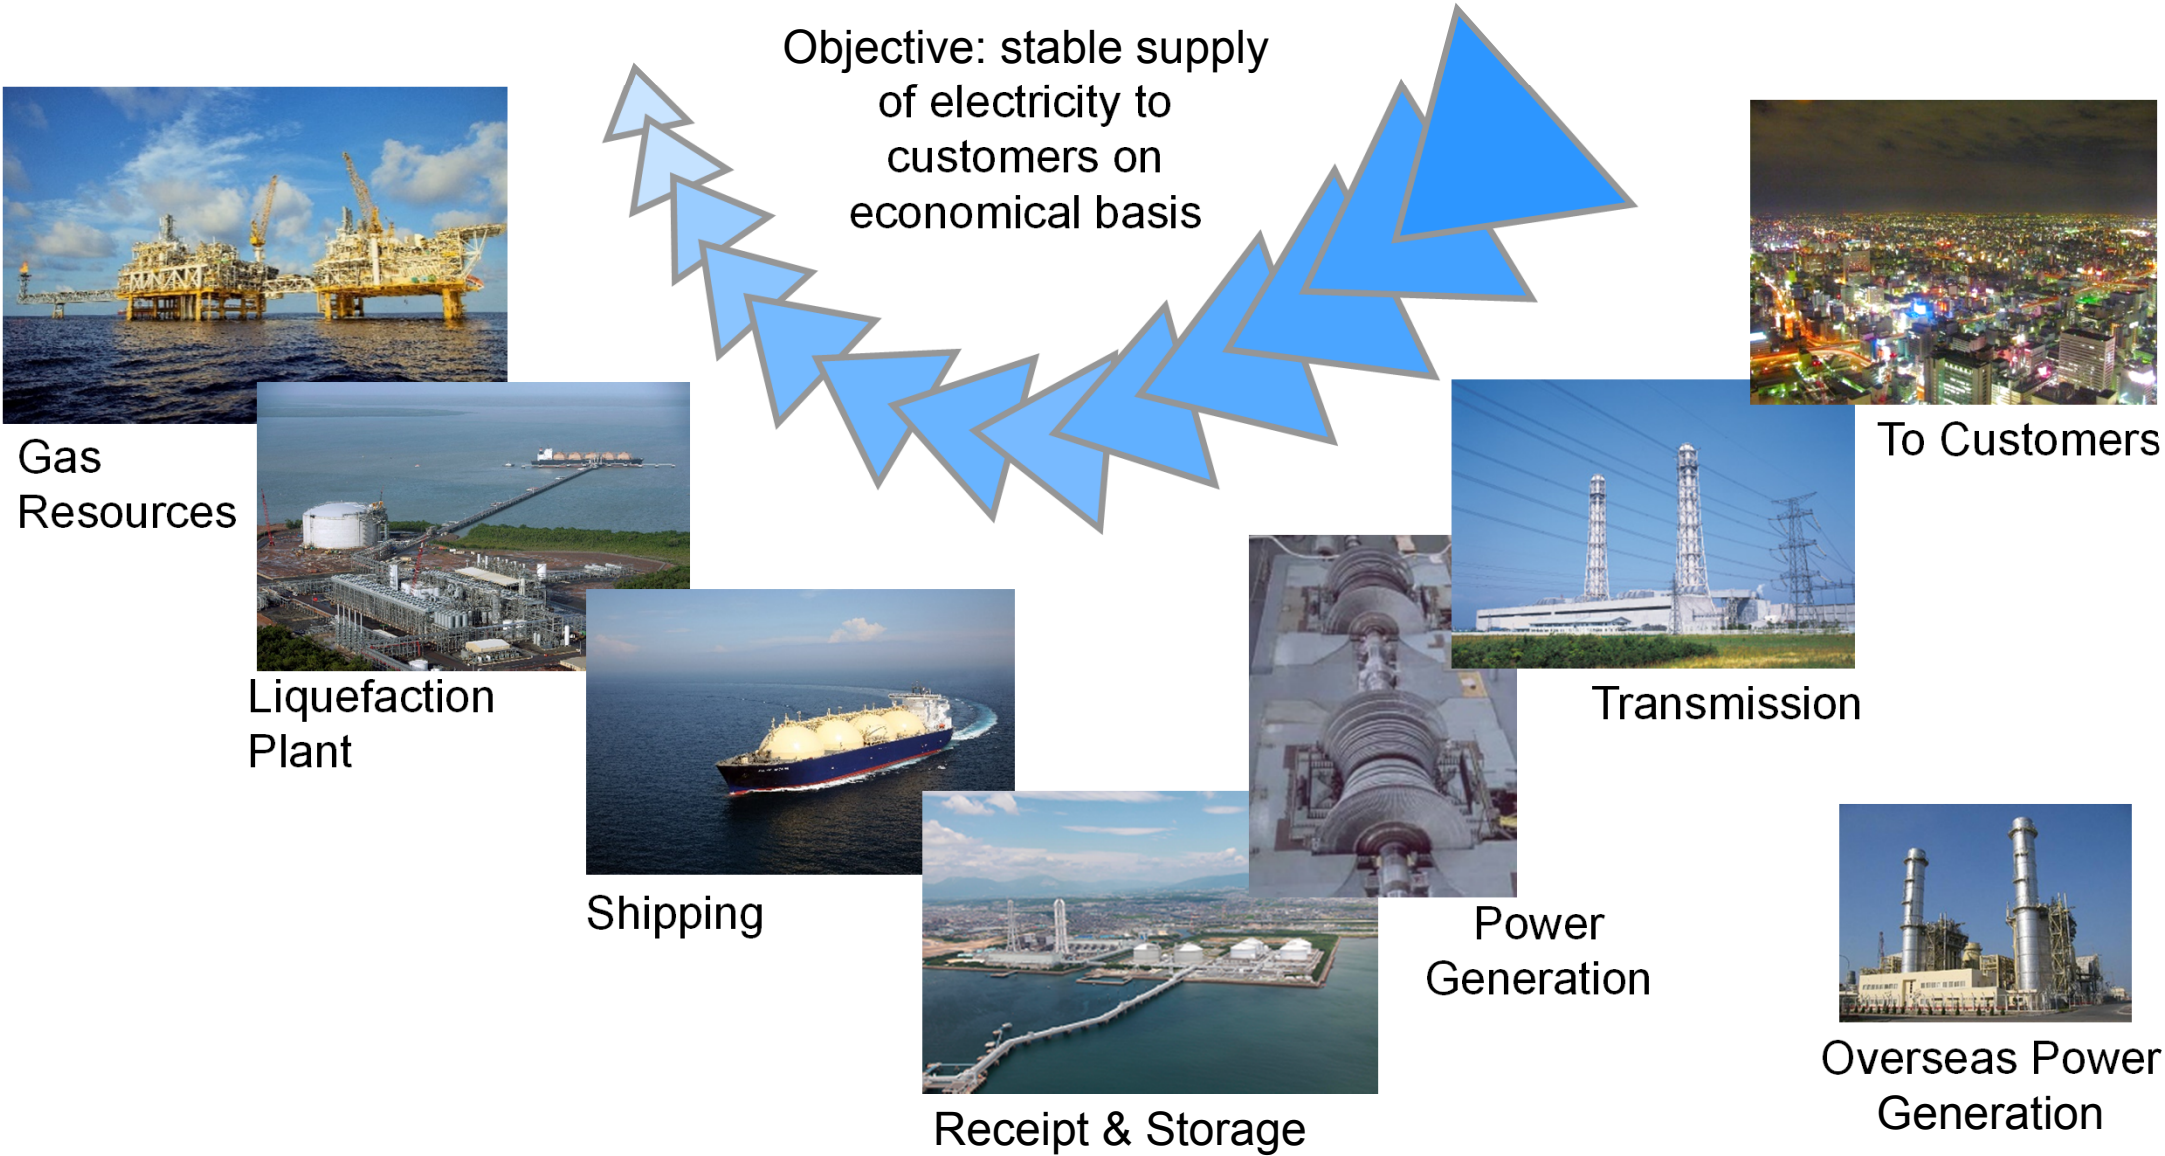 Objective: stable supply
of electricity to
customers on
economical basis
Gas
Resources
Liquefaction
Plant
Shipping
Receipt & Storage
Power
Generation
Transmission
To Customers
Overseas Power
Generation